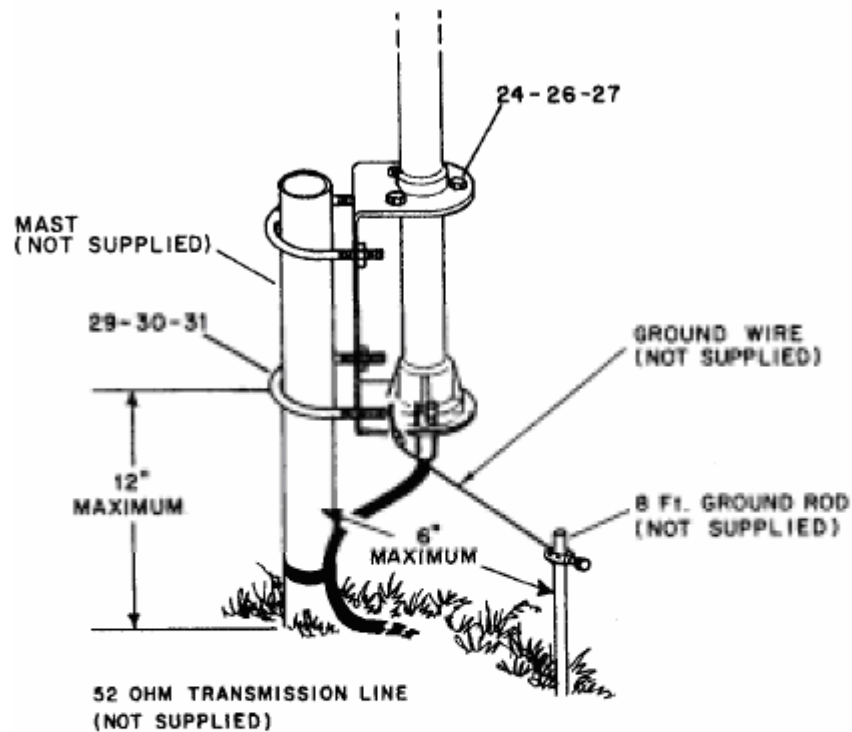 24-26-27
MAST
(NOT SUPPLIED)
29-30-31
GROUND WIRE
(NOT SUPPLIED)
12"
MAXIMUM
8 Ft. GROUND ROD
(NOT SUPPLIED)
6"
MAXIMUM
52 OHM TRANSMISSION LINE
(NOT SUPPLIED)